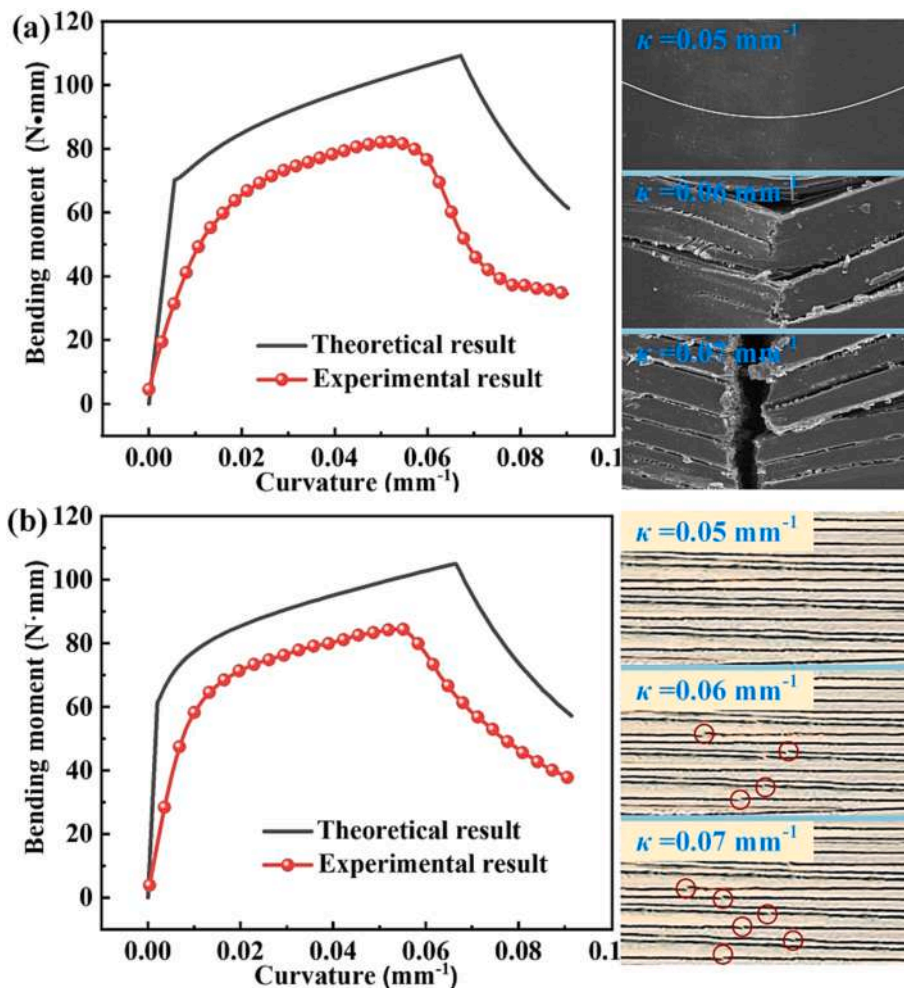 (a)
120
100
80
60
40
20
0
Bending moment (N•mm)
Theoretical result
Experimental result
0.00 0.02 0.04 0.06 0.08 0.1
Curvature (mm-1)
κ =0.05 mm-1
κ =0.06 mm-1
κ =0.07 mm-1
(b)
120
100
80
60
40
20
0
Bending moment (N·mm)
Theoretical result
Experimental result
0.00 0.02 0.04 0.06 0.08 0.1
Curvature (mm-1)
κ =0.05 mm-1
κ =0.06 mm-1
κ =0.07 mm-1